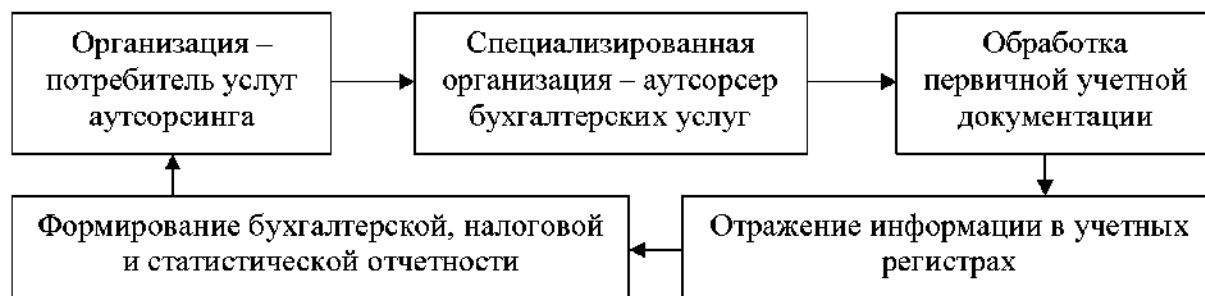 Организация –
потребитель услуг
аутсорсинга
Специализированная
организация – аутсорсер
бухгалтерских услуг
Обработка
первичной учетной
документации
Формирование бухгалтерской, налоговой
и статистической отчетности
Отражение информации в учетных
регистрах